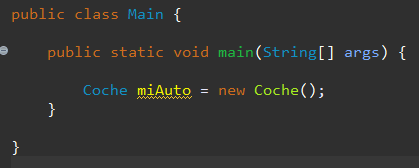 public class Main {
public static void main(String[] args) {
Coche miAuto = new Coche();
}
}